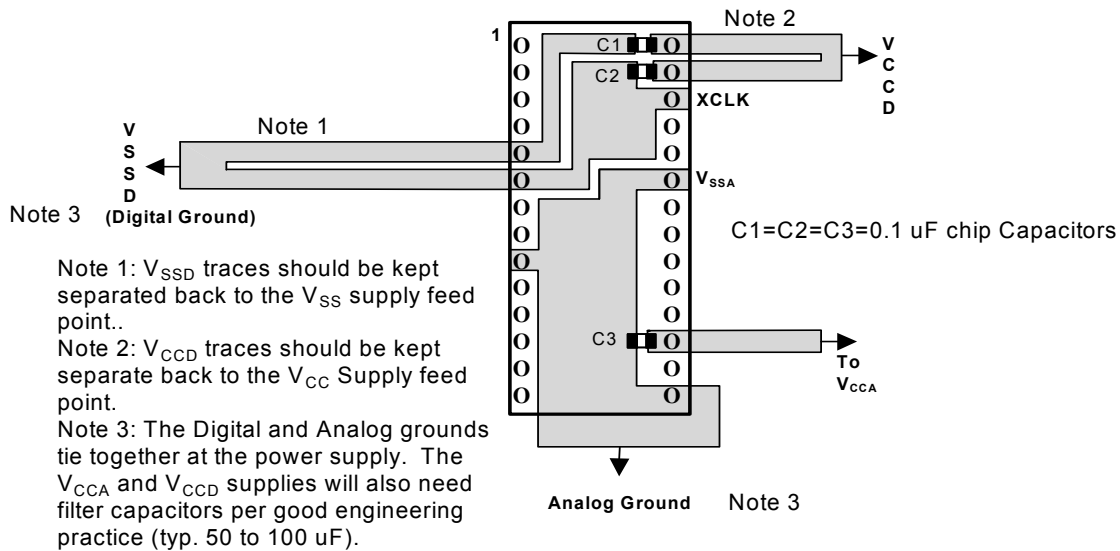 Note 2
1
C1
C2
VCCD
XCLK
Note 1
VSSD
VSSA
Note 3 (Digital Ground)
C1=C2=C3=0.1 uF chip Capacitors
Note 1: VSSD traces should be kept
separated back to the VSS supply feed
point..
Note 2: VCCD traces should be kept
separate back to the VCC Supply feed
point.
Note 3: The Digital and Analog grounds
tie together at the power supply. The
VCCA and VCCD supplies will also need
filter capacitors per good engineering
practice (typ. 50 to 100 uF).
C3
To
VCCA
Analog Ground Note 3